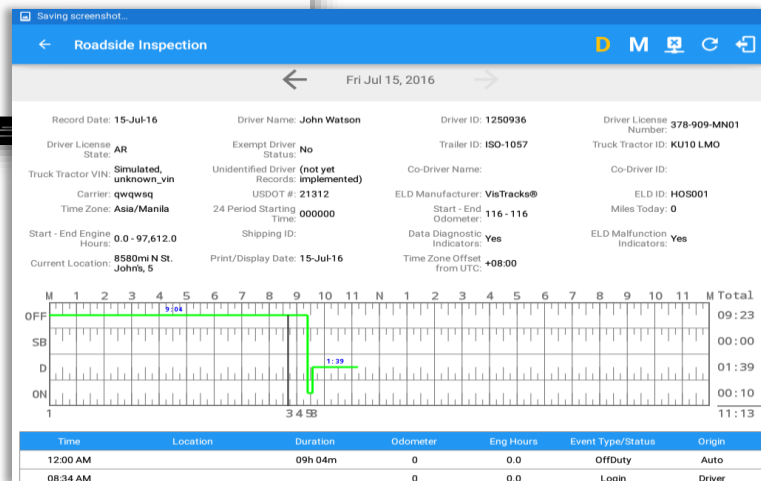 Saving screenshot...
Roadside Inspection D M
Fri Jul 15, 2016
Record Date: 15-Jul-16 Driver Name: John Watson Driver ID: 1250936 Driver License Number: 378-909-MN01
Driver License State: AR Exempt Driver Status: No Trailer ID: ISO-1057 Truck Tractor ID: KU10 LMO
Truck Tractor VIN: Simulated, unknown_vin Unidentified Driver Records: (not yet implemented) Co-Driver Name: Co-Driver ID:
Carrier: qwqwsq USDOT #: 21312 ELD Manufacturer: VisTracks® ELD ID: HOS001
Time Zone: Asia/Manila 24 Period Starting Time: 000000 Start - End Odometer: 116 - 116 Miles Today: 0
Start - End Engine Hours: 0.0 - 97,612.0 Shipping ID: Data Diagnostic Indicators: Yes ELD Malfunction Indicators: Yes
Current Location: 8580mi N St. John's, 5 Print/Display Date: 15-Jul-16 Time Zone Offset from UTC: +08:00
M 1 2 3 4 5 6 7 8 9 10 11 N 1 2 3 4 5 6 7 8 9 10 11 M Total
OFF 9:04 09:23
SB 00:00
D 1:39 01:39
ON 00:10
1 3 4 11:13
Time Location Duration Odometer Eng Hours Event Type/Status Origin
12:00 AM 09h 04m 0 0.0 OffDuty Auto
08:34 AM 0 0.0 Login Driver